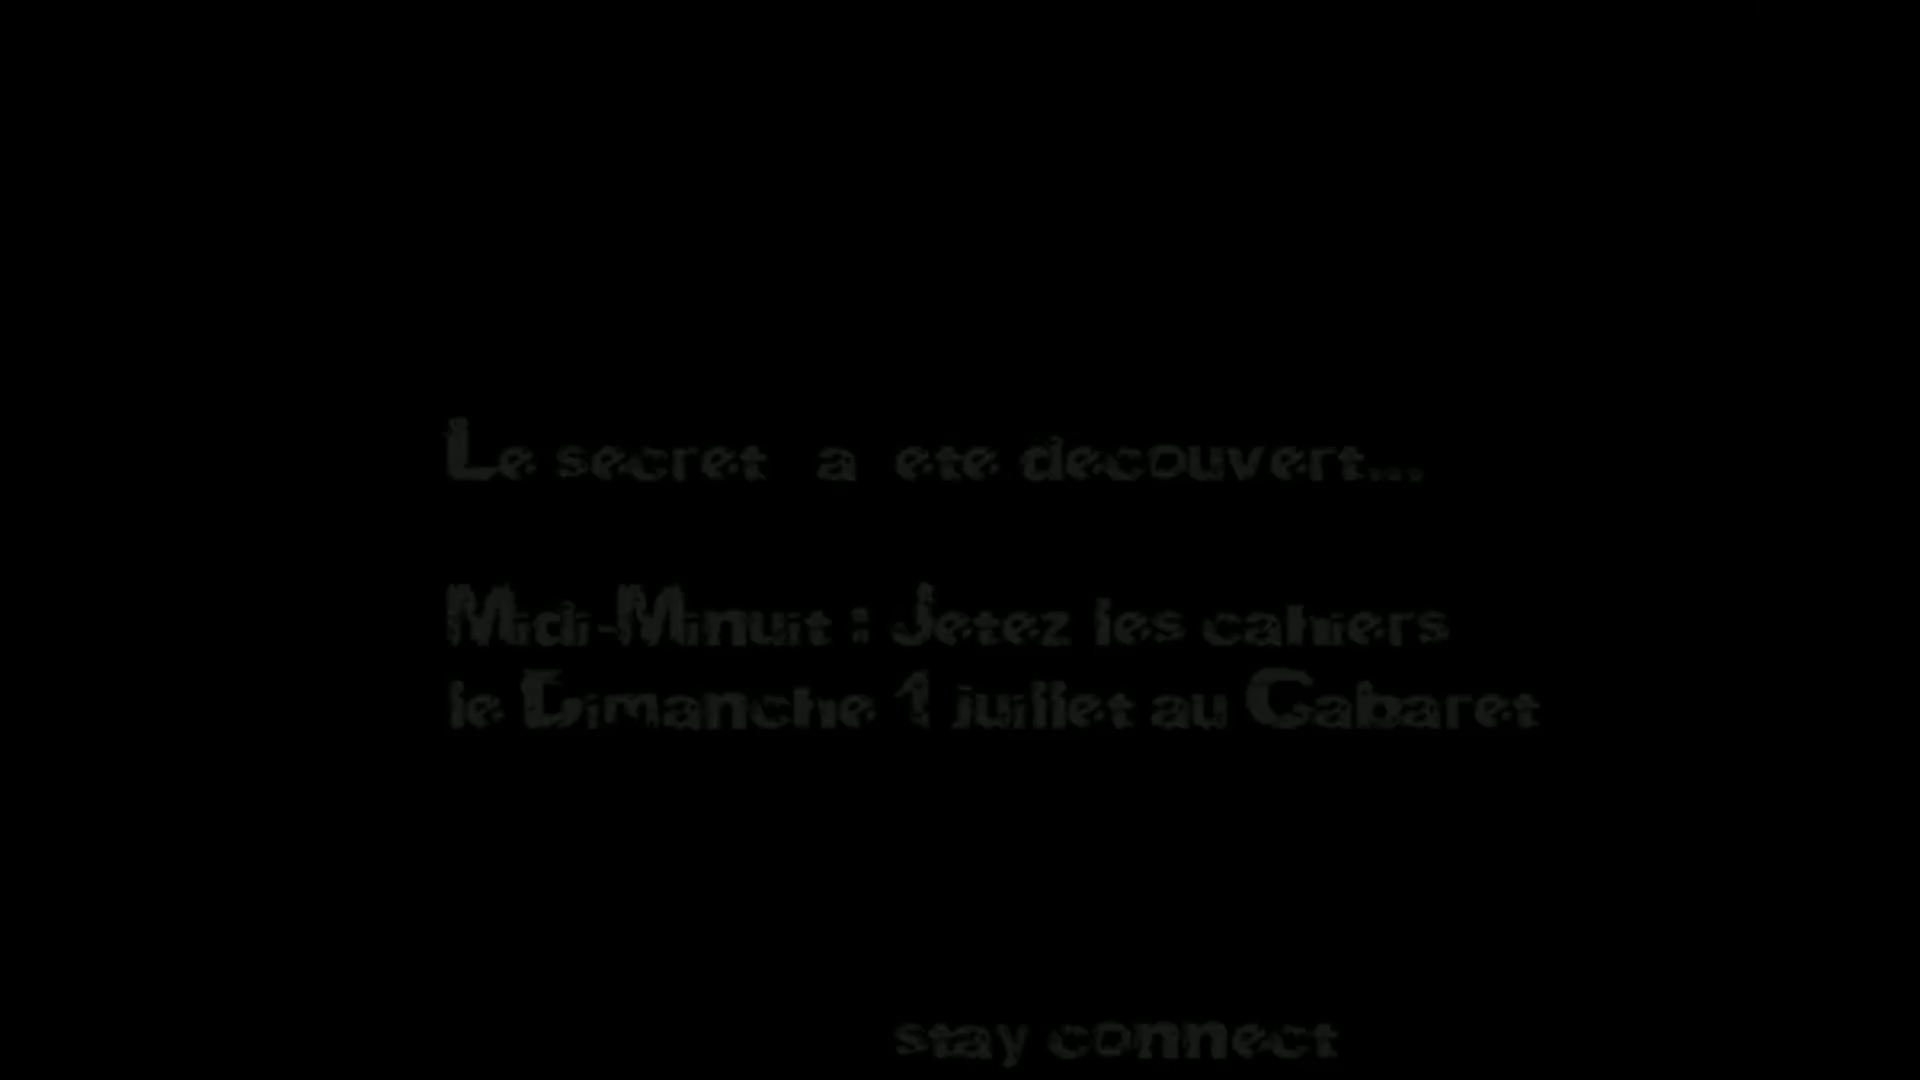 Le secret a ete decouvert...
Midi-Minuit : Jetez les cahiers
le Dimanche 1 juillet au Cabaret
stay connect